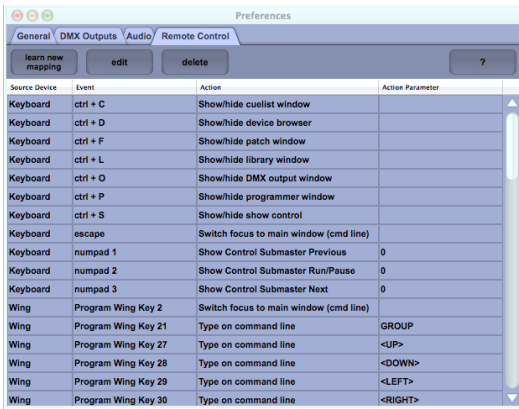 Preferences
General DMX Outputs Audio Remote Control
learn new mapping edit delete ?
Source Device Event Action Action Parameter
Keyboard ctrl + C Show/hide cuelist window
Keyboard ctrl + D Show/hide device browser
Keyboard ctrl + F Show/hide patch window
Keyboard ctrl + L Show/hide library window
Keyboard ctrl + O Show/hide DMX output window
Keyboard ctrl + P Show/hide programmer window
Keyboard ctrl + S Show/hide show control
Keyboard escape Switch focus to main window (cmd line)
Keyboard numpad 1 Show Control Submaster Previous 0
Keyboard numpad 2 Show Control Submaster Run/Pause 0
Keyboard numpad 3 Show Control Submaster Next 0
Wing Program Wing Key 2 Switch focus to main window (cmd line)
Wing Program Wing Key 21 Type on command line GROUP
Wing Program Wing Key 27 Type on command line <UP>
Wing Program Wing Key 28 Type on command line <DOWN>
Wing Program Wing Key 29 Type on command line <LEFT>
Wing Program Wing Key 30 Type on command line <RIGHT>